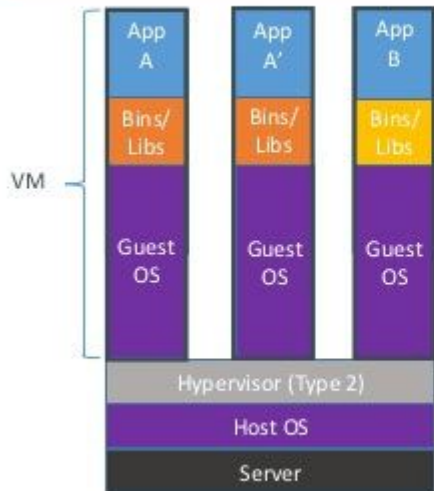 App
A
App
A′
App
B
Bins/
Libs
Bins/
Libs
Bins/
Libs
VM
Guest
OS
Guest
OS
Guest
OS
Hypervisor (Type 2)
Host OS
Server